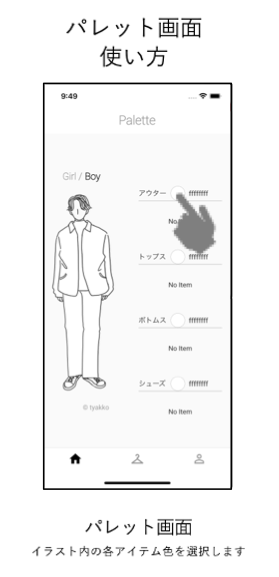 パレット画面
使い方
9:49
Palette
Girl / Boy
アウター ffffffff
トップス ffffffff
No Item
ボトムス ffffffff
No Item
シューズ ffffffff
© tyakko
No Item
パレット画面
イラスト内の各アイテム色を選択します